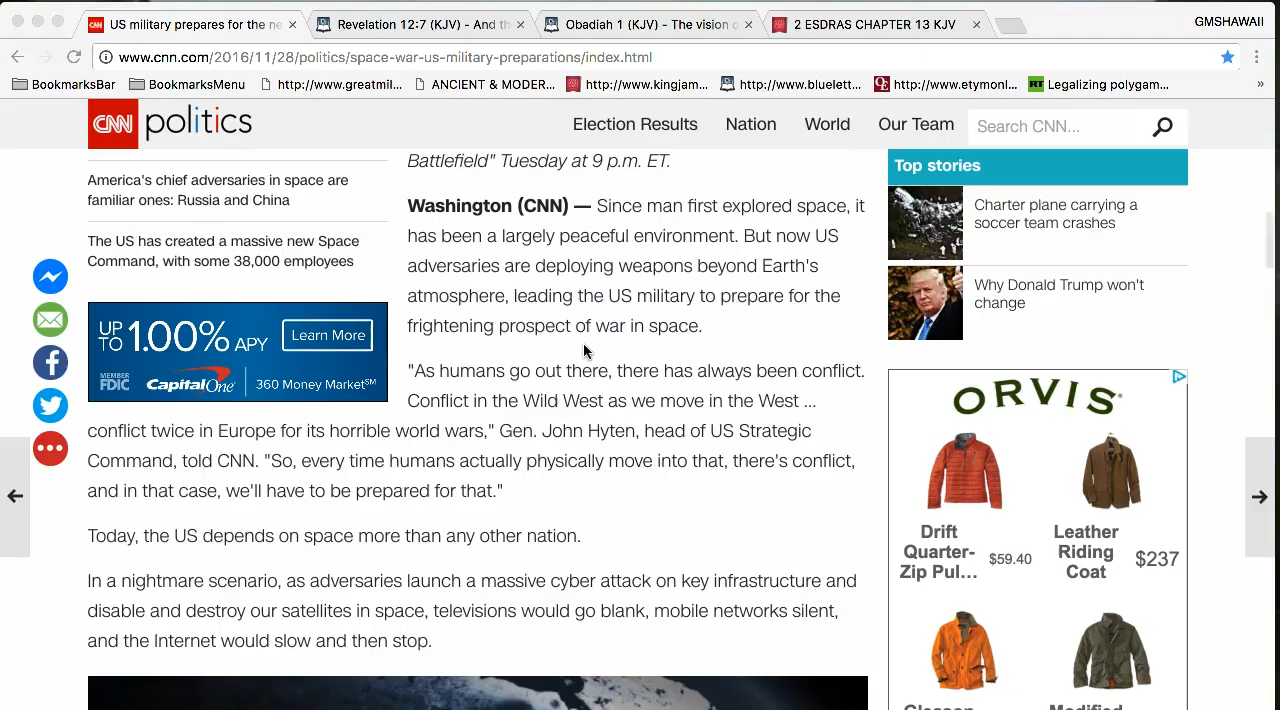 US military prepares for the ne
Revelation 12:7 (KJV) - And th
Obadiah 1 (KJV) - The vision o
2 ESDRAS CHAPTER 13 KJV
GMSHAWAII
www.cnn.com/2016/11/28/politics/space-war-us-military-preparations/index.html
BookmarksBar
BookmarksMenu
http://www.greatmil...
ANCIENT & MODER...
http://www.kingjam...
http://www.bluelett...
http://www.etymonl...
RT
Legalizing polygam...
»
CNN politics
Election Results
Nation
World
Our Team
Search CNN...
America's chief adversaries in space are
familiar ones: Russia and China
The US has created a massive new Space
Command, with some 38,000 employees
UP TO 1.00% APY
Learn More
MEMBER FDIC
Capital One
360 Money Market℠
Battlefield" Tuesday at 9 p.m. ET.
Washington (CNN) — Since man first explored space, it
has been a largely peaceful environment. But now US
adversaries are deploying weapons beyond Earth's
atmosphere, leading the US military to prepare for the
frightening prospect of war in space.
"As humans go out there, there has always been conflict.
Conflict in the Wild West as we move in the West ...
conflict twice in Europe for its horrible world wars," Gen. John Hyten, head of US Strategic
Command, told CNN. "So, every time humans actually physically move into that, there's conflict,
and in that case, we'll have to be prepared for that."
Today, the US depends on space more than any other nation.
In a nightmare scenario, as adversaries launch a massive cyber attack on key infrastructure and
disable and destroy our satellites in space, televisions would go blank, mobile networks silent,
and the Internet would slow and then stop.
Top stories
Charter plane carrying a
soccer team crashes
Why Donald Trump won't
change
ORVIS
Drift
Quarter-
Zip Pul...
$59.40
Leather
Riding
Coat
$237